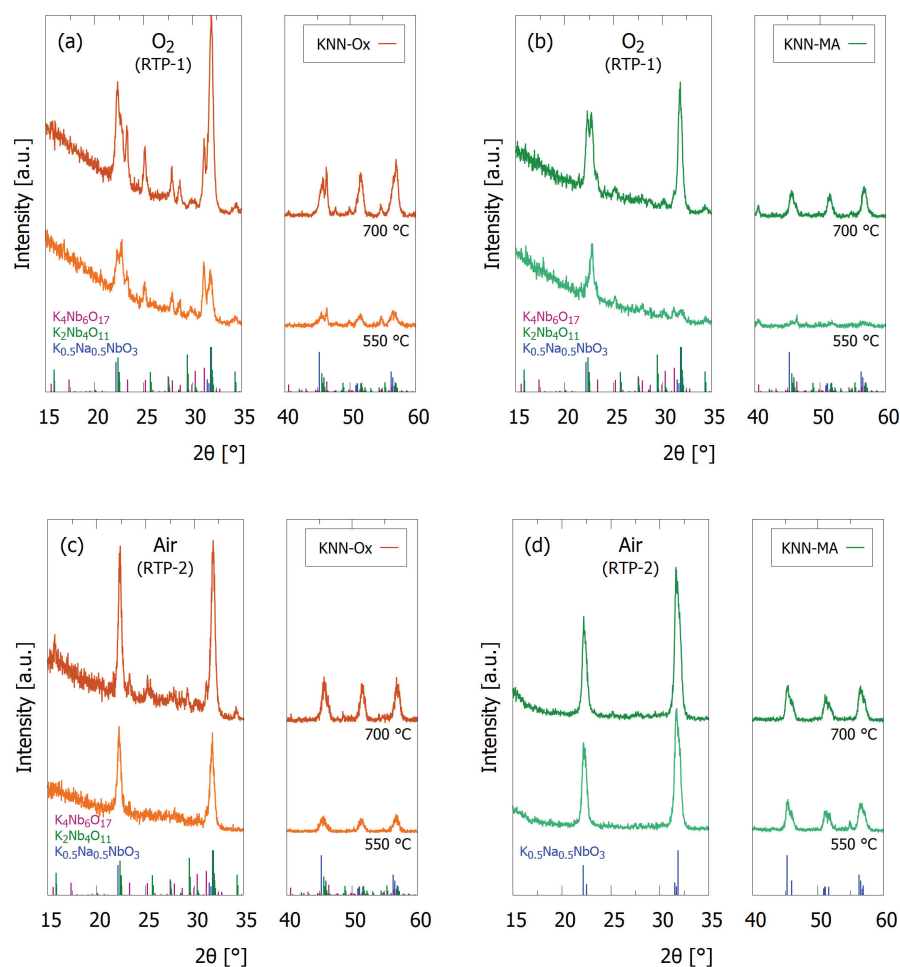 (a)
O2
(RTP-1)
KNN-Ox
Intensity [a.u.]
700 °C
550 °C
K4Nb6O17
K2Nb4O11
K0.5Na0.5NbO3
15 20 25 30 35
40 50 60
2θ [°]
(b)
O2
(RTP-1)
KNN-MA
Intensity [a.u.]
700 °C
550 °C
K4Nb6O17
K2Nb4O11
K0.5Na0.5NbO3
15 20 25 30 35
40 50 60
2θ [°]
(c)
Air
(RTP-2)
KNN-Ox
Intensity [a.u.]
700 °C
550 °C
K4Nb6O17
K2Nb4O11
K0.5Na0.5NbO3
15 20 25 30 35
40 50 60
2θ [°]
(d)
Air
(RTP-2)
KNN-MA
Intensity [a.u.]
700 °C
550 °C
K0.5Na0.5NbO3
15 20 25 30 35
40 50 60
2θ [°]